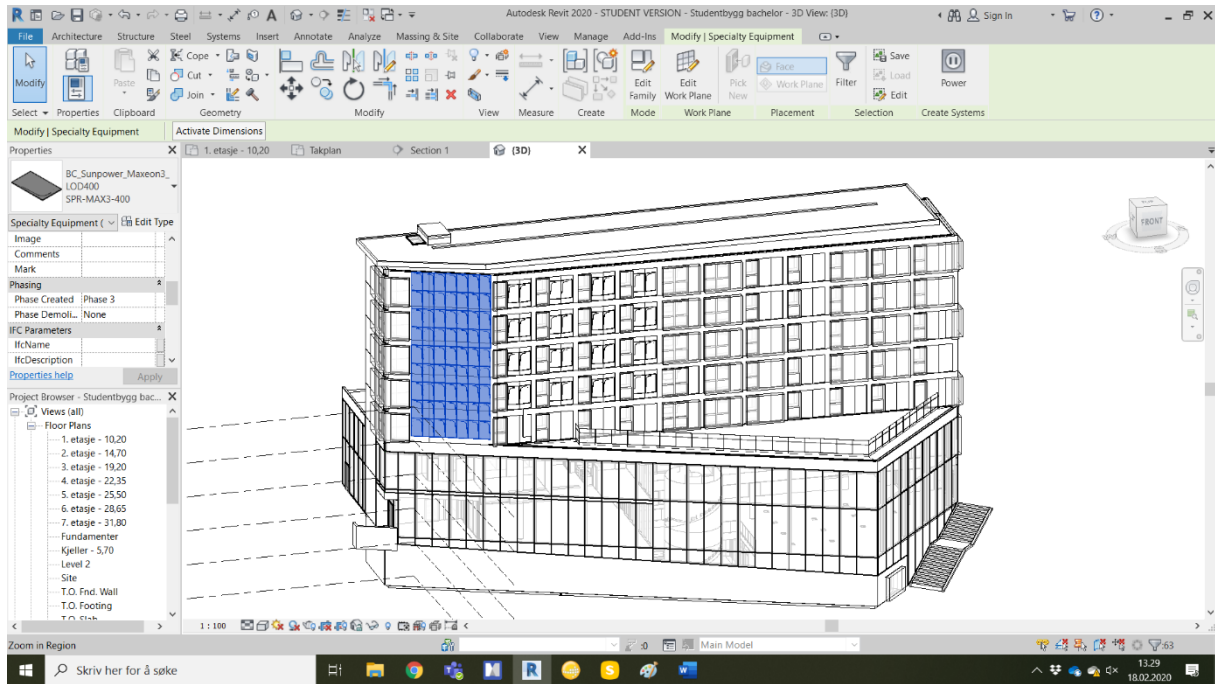 Autodesk Revit 2020 - STUDENT VERSION - Studentbygg bachelor - 3D View: {3D}
Sign In
File Architecture Structure Steel Systems Insert Annotate Analyze Massing & Site Collaborate View Manage Add-Ins Modify | Specialty Equipment
Modify
Paste
Cope
Cut
Join
Edit Family
Edit Work Plane
Pick New
Face
Work Plane
Filter
Save
Load
Edit
Power
Select Properties Clipboard Geometry Modify View Measure Create Mode Work Plane Placement Selection Create Systems
Modify | Specialty Equipment Activate Dimensions
Properties
1. etasje - 10,20 Takplan Section 1 {3D}
BC_Sunpower_Maxeon3_
LOD400
SPR-MAX3-400
Specialty Equipment ( Edit Type
Image
Comments
Mark
Phasing
Phase Created Phase 3
Phase Demoli... None
IFC Parameters
IfcName
IfcDescription
Properties help Apply
Project Browser - Studentbygg bac...
Views (all)
Floor Plans
1. etasje - 10,20
2. etasje - 14,70
3. etasje - 19,20
4. etasje - 22,35
5. etasje - 25,50
6. etasje - 28,65
7. etasje - 31,80
Fundamenter
Kjeller - 5,70
Level 2
Site
T.O. Fnd. Wall
T.O. Footing
T.O. Slab
FRONT
1 : 100
Zoom in Region
:0 Main Model
:63
Skriv her for å søke
13.29
18.02.2020